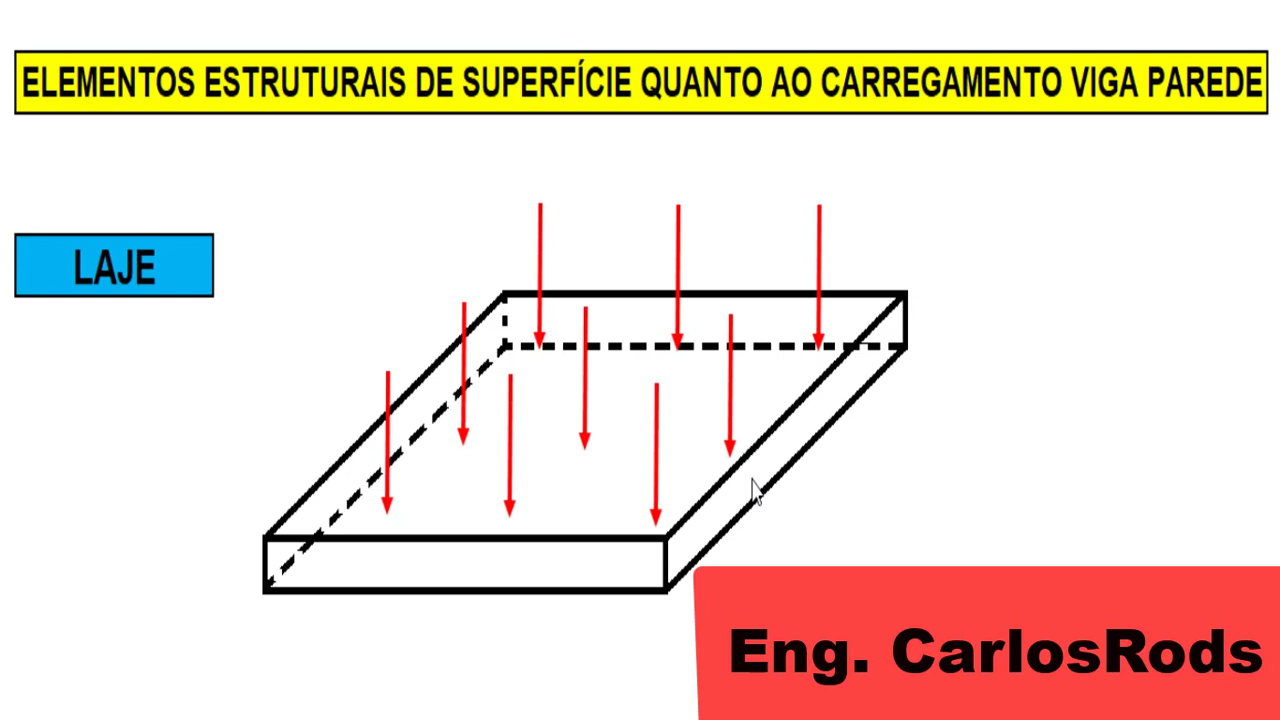 ELEMENTOS ESTRUTURAIS DE SUPERFÍCIE QUANTO AO CARREGAMENTO VIGA PAREDE
LAJE
Eng. CarlosRods